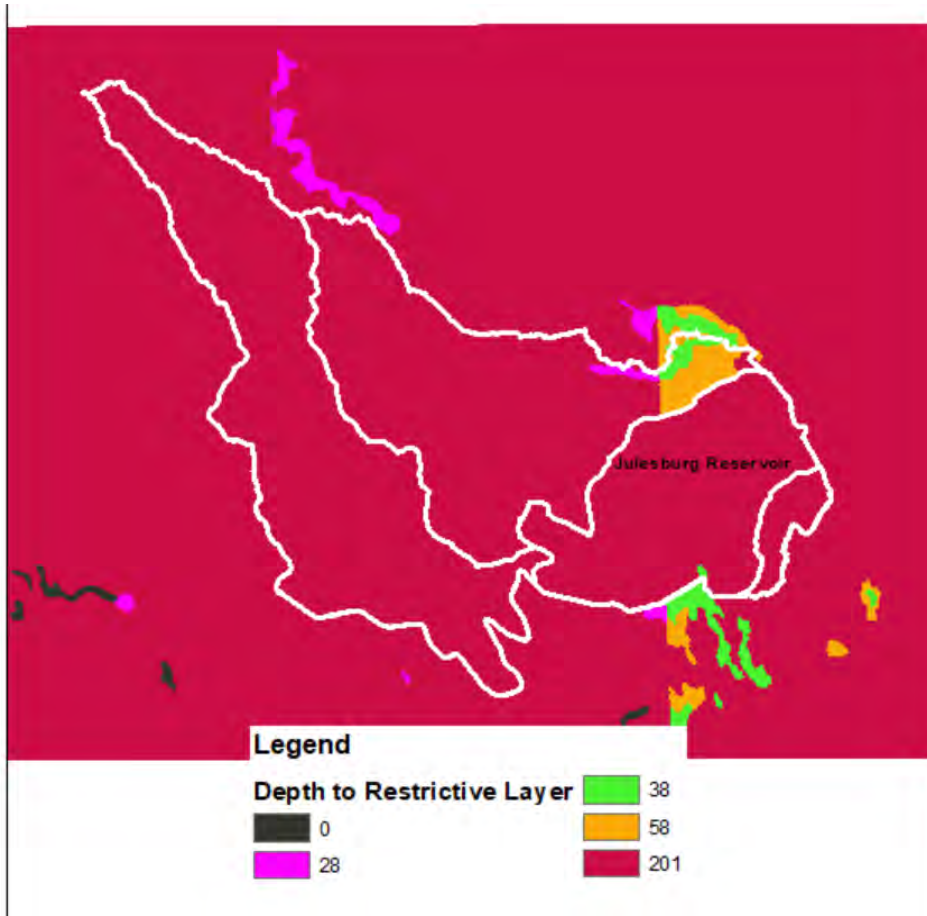 Julesburg Reservoir
Legend
Depth to Restrictive Layer
0
28
38
58
201